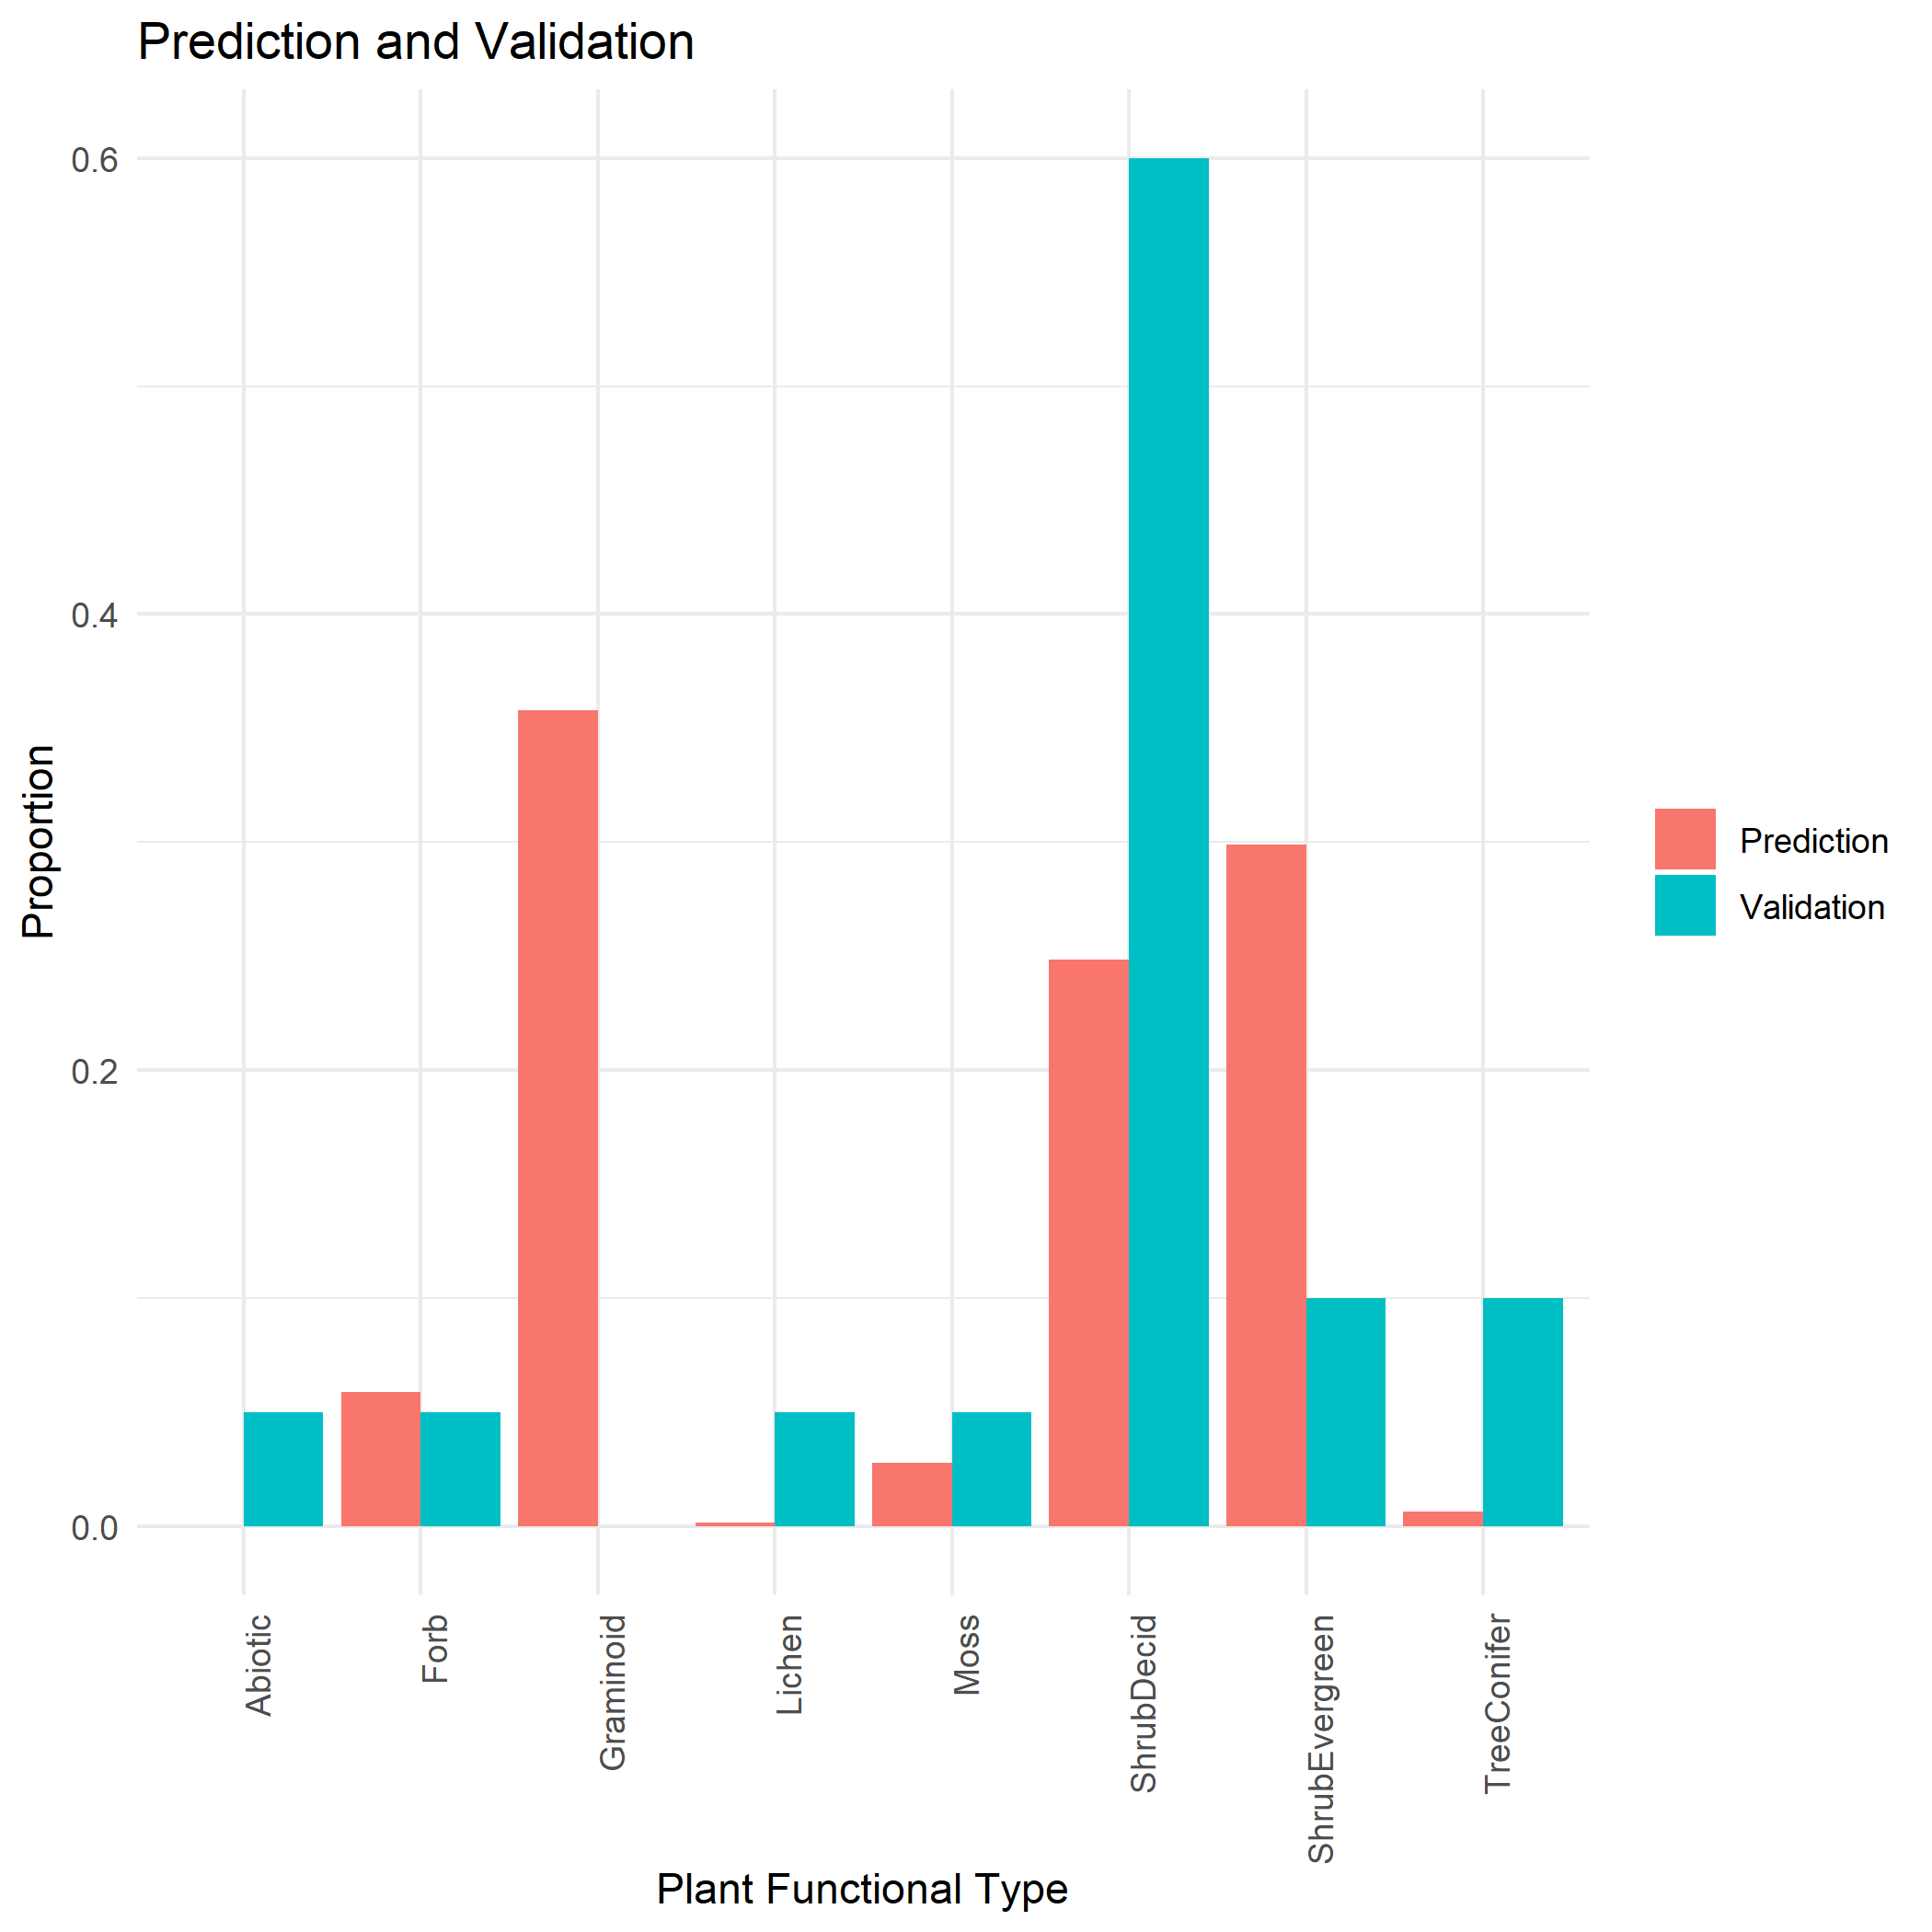 Prediction and Validation
Proportion
0.6
0.4
0.2
0.0
Abiotic
Forb
Graminoid
Lichen
Moss
ShrubDecid
ShrubEvergreen
TreeConifer
Plant Functional Type
Prediction
Validation